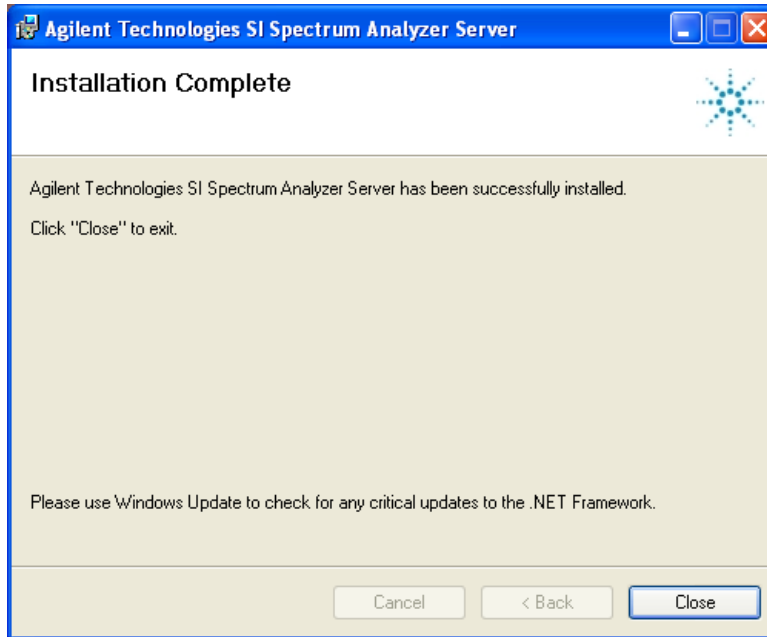 Agilent Technologies SI Spectrum Analyzer Server
Installation Complete
Agilent Technologies SI Spectrum Analyzer Server has been successfully installed.
Click "Close" to exit.
Please use Windows Update to check for any critical updates to the .NET Framework.
Cancel
< Back
Close